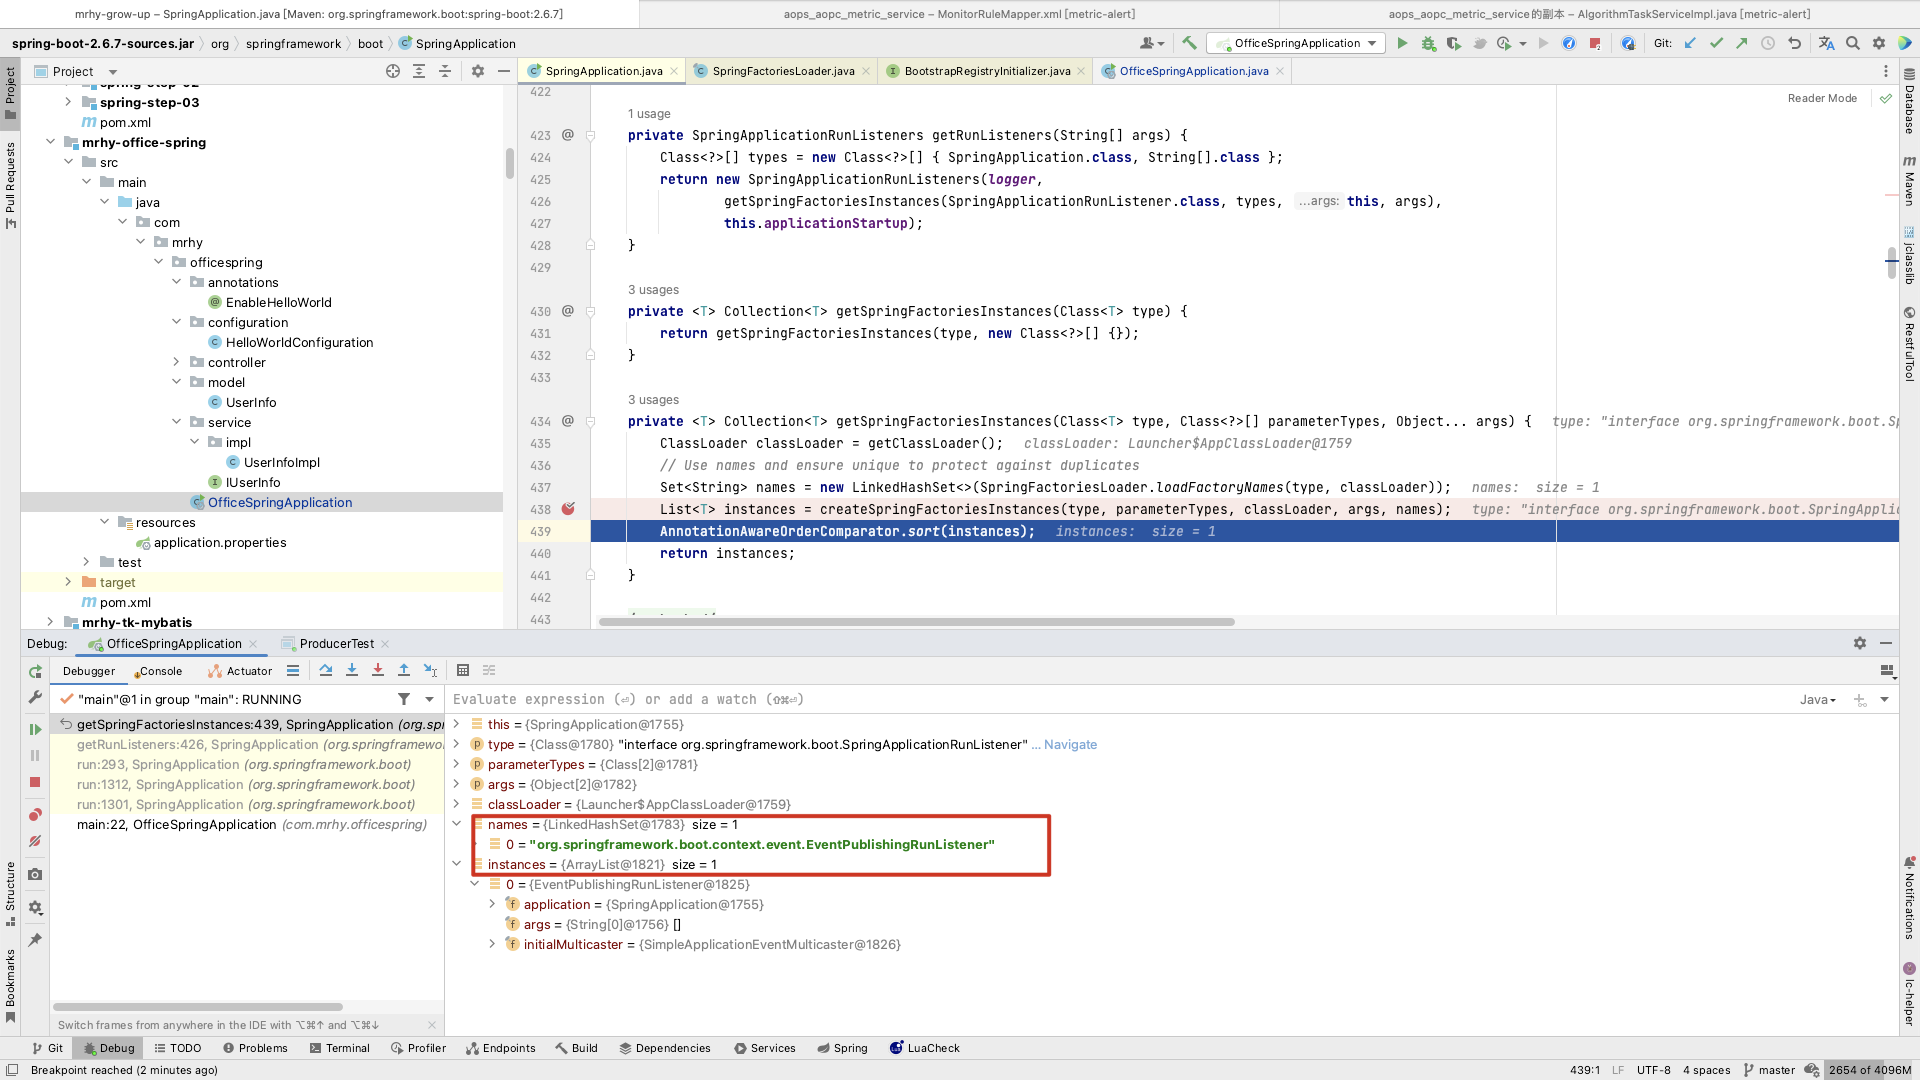 mrhy-grow-up – SpringApplication.java [Maven: org.springframework.boot:spring-boot:2.6.7]
aops_aopc_metric_service – MonitorRuleMapper.xml [metric-alert]
aops_aopc_metric_service的副本 – AlgorithmTaskServiceImpl.java [metric-alert]
spring-boot-2.6.7-sources.jar org springframework boot SpringApplication
OfficeSpringApplication
Git:
Project
SpringApplication.java
SpringFactoriesLoader.java
BootstrapRegistryInitializer.java
OfficeSpringApplication.java
Reader Mode
Project
Pull Requests
Structure
Bookmarks
spring-step-02
spring-step-03
pom.xml
mrhy-office-spring
src
main
java
com
mrhy
officespring
annotations
EnableHelloWorld
configuration
HelloWorldConfiguration
controller
model
UserInfo
service
impl
UserInfoImpl
IUserInfo
OfficeSpringApplication
resources
application.properties
test
target
pom.xml
mrhy-tk-mybatis
422
1 usage
423 @ private SpringApplicationRunListeners getRunListeners(String[] args) {
424 Class<?>[] types = new Class<?>[] { SpringApplication.class, String[].class };
425 return new SpringApplicationRunListeners(logger,
426 getSpringFactoriesInstances(SpringApplicationRunListener.class, types, ...args: this, args),
427 this.applicationStartup);
428 }
429
3 usages
430 @ private <T> Collection<T> getSpringFactoriesInstances(Class<T> type) {
431 return getSpringFactoriesInstances(type, new Class<?>[] {});
432 }
433
3 usages
434 @ private <T> Collection<T> getSpringFactoriesInstances(Class<T> type, Class<?>[] parameterTypes, Object... args) { type: "interface org.springframework.boot.Sp
435 ClassLoader classLoader = getClassLoader(); classLoader: Launcher$AppClassLoader@1759
436 // Use names and ensure unique to protect against duplicates
437 Set<String> names = new LinkedHashSet<>(SpringFactoriesLoader.loadFactoryNames(type, classLoader)); names: size = 1
438 List<T> instances = createSpringFactoriesInstances(type, parameterTypes, classLoader, args, names); type: "interface org.springframework.boot.SpringApplic
439 AnnotationAwareOrderComparator.sort(instances); instances: size = 1
440 return instances;
441 }
442
443
Database
m Maven
jclasslib
RestfulTool
Notifications
lc-helper
Debug: OfficeSpringApplication ProducerTest
Debugger Console Actuator
"main"@1 in group "main": RUNNING
getSpringFactoriesInstances:439, SpringApplication (org.spr
getRunListeners:426, SpringApplication (org.springframewo
run:293, SpringApplication (org.springframework.boot)
run:1312, SpringApplication (org.springframework.boot)
run:1301, SpringApplication (org.springframework.boot)
main:22, OfficeSpringApplication (com.mrhy.officespring)
Switch frames from anywhere in the IDE with ⌥⌘↑ and ⌥⌘↓
Evaluate expression (⏎) or add a watch (⇧⌘⏎)
Java
this = {SpringApplication@1755}
type = {Class@1780} "interface org.springframework.boot.SpringApplicationRunListener" ... Navigate
parameterTypes = {Class[2]@1781}
args = {Object[2]@1782}
classLoader = {Launcher$AppClassLoader@1759}
names = {LinkedHashSet@1783} size = 1
0 = "org.springframework.boot.context.event.EventPublishingRunListener"
instances = {ArrayList@1821} size = 1
0 = {EventPublishingRunListener@1825}
application = {SpringApplication@1755}
args = {String[0]@1756} []
initialMulticaster = {SimpleApplicationEventMulticaster@1826}
Git Debug TODO Problems Terminal Profiler Endpoints Build Dependencies Services Spring LuaCheck
Breakpoint reached (2 minutes ago)
439:1 LF UTF-8 4 spaces master 2654 of 4096M